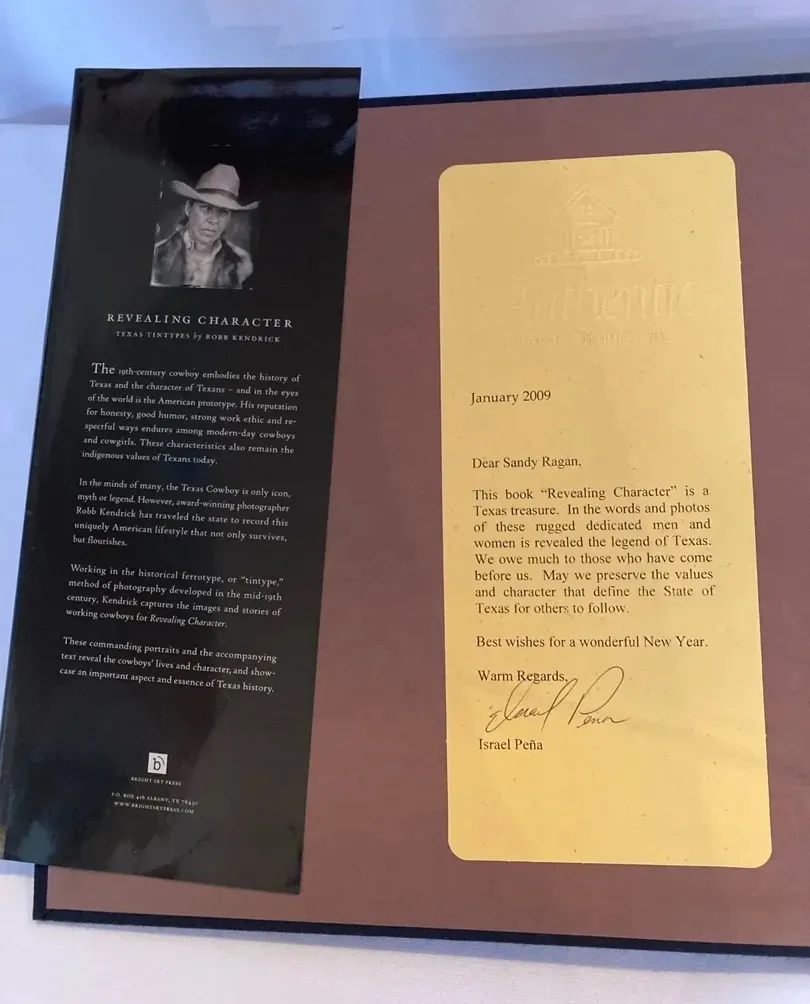 REVEALING CHARACTER
TEXAS TINTYPES by ROBB KENDRICK
The 19th-century cowboy embodies the history of
Texas and the character of Texans – and in the eyes
of the world is the American prototype. His reputation
for honesty, good humor, strong work ethic and re-
spectful ways endures among modern-day cowboys
and cowgirls. These characteristics also remain the
indigenous values of Texans today.
In the minds of many, the Texas Cowboy is only icon,
myth or legend. However, award-winning photographer
Robb Kendrick has traveled the state to record this
uniquely American lifestyle that not only survives,
but flourishes.
Working in the historical ferrotype, or “tintype,”
method of photography developed in the mid-19th
century, Kendrick captures the images and stories of
working cowboys for Revealing Character.
These commanding portraits and the accompanying
text reveal the cowboys' lives and character, and show-
case an important aspect and essence of Texas history.
b
BRIGHT SKY PRESS
P.O. BOX 416 ALBANY, TX 76430
WWW.BRIGHTSKYPRESS.COM
Authentic
January 2009
Dear Sandy Ragan,
This book “Revealing Character” is a
Texas treasure. In the words and photos
of these rugged dedicated men and
women is revealed the legend of Texas.
We owe much to those who have come
before us. May we preserve the values
and character that define the State of
Texas for others to follow.
Best wishes for a wonderful New Year.
Warm Regards,
Israel Peña
Israel Peña